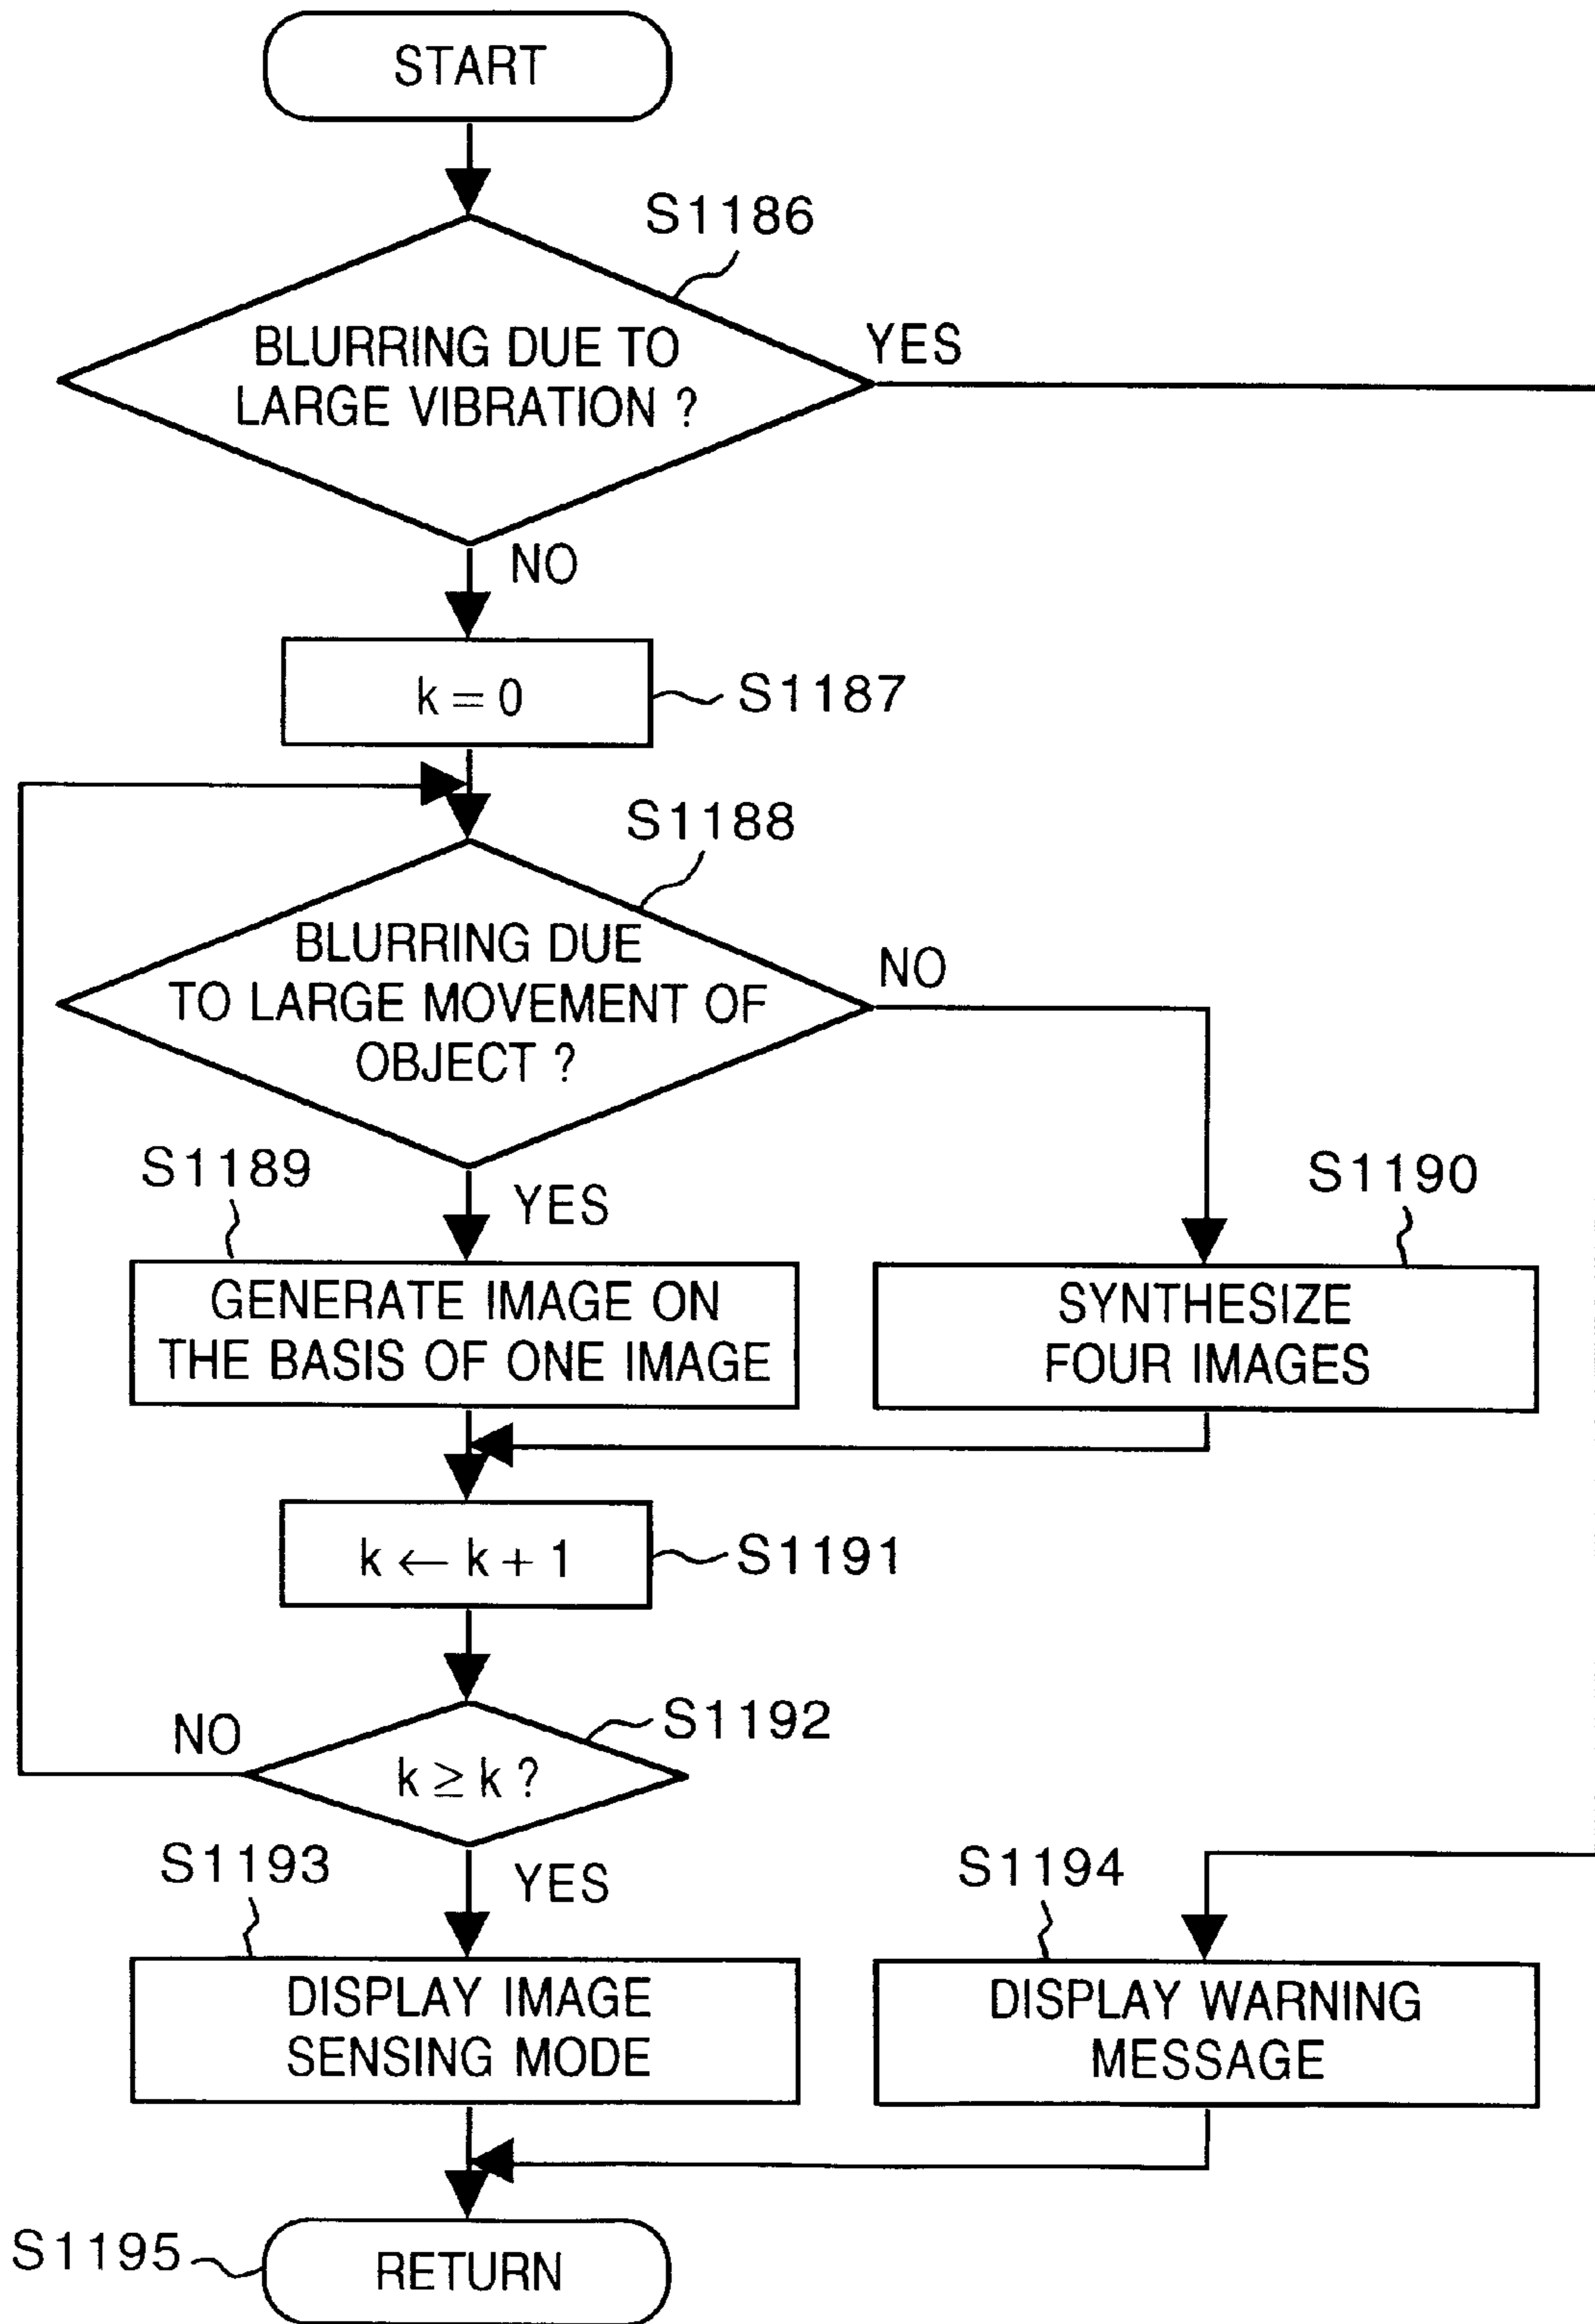 START
S1186
BLURRING DUE TO
LARGE VIBRATION ?
YES
NO
k = 0
S1187
S1188
BLURRING DUE
TO LARGE MOVEMENT OF
OBJECT ?
NO
S1189
YES
S1190
GENERATE IMAGE ON
THE BASIS OF ONE IMAGE
SYNTHESIZE
FOUR IMAGES
k ← k + 1
S1191
S1192
NO
k ≥ k ?
S1193
YES
S1194
DISPLAY IMAGE
SENSING MODE
DISPLAY WARNING
MESSAGE
S1195
RETURN